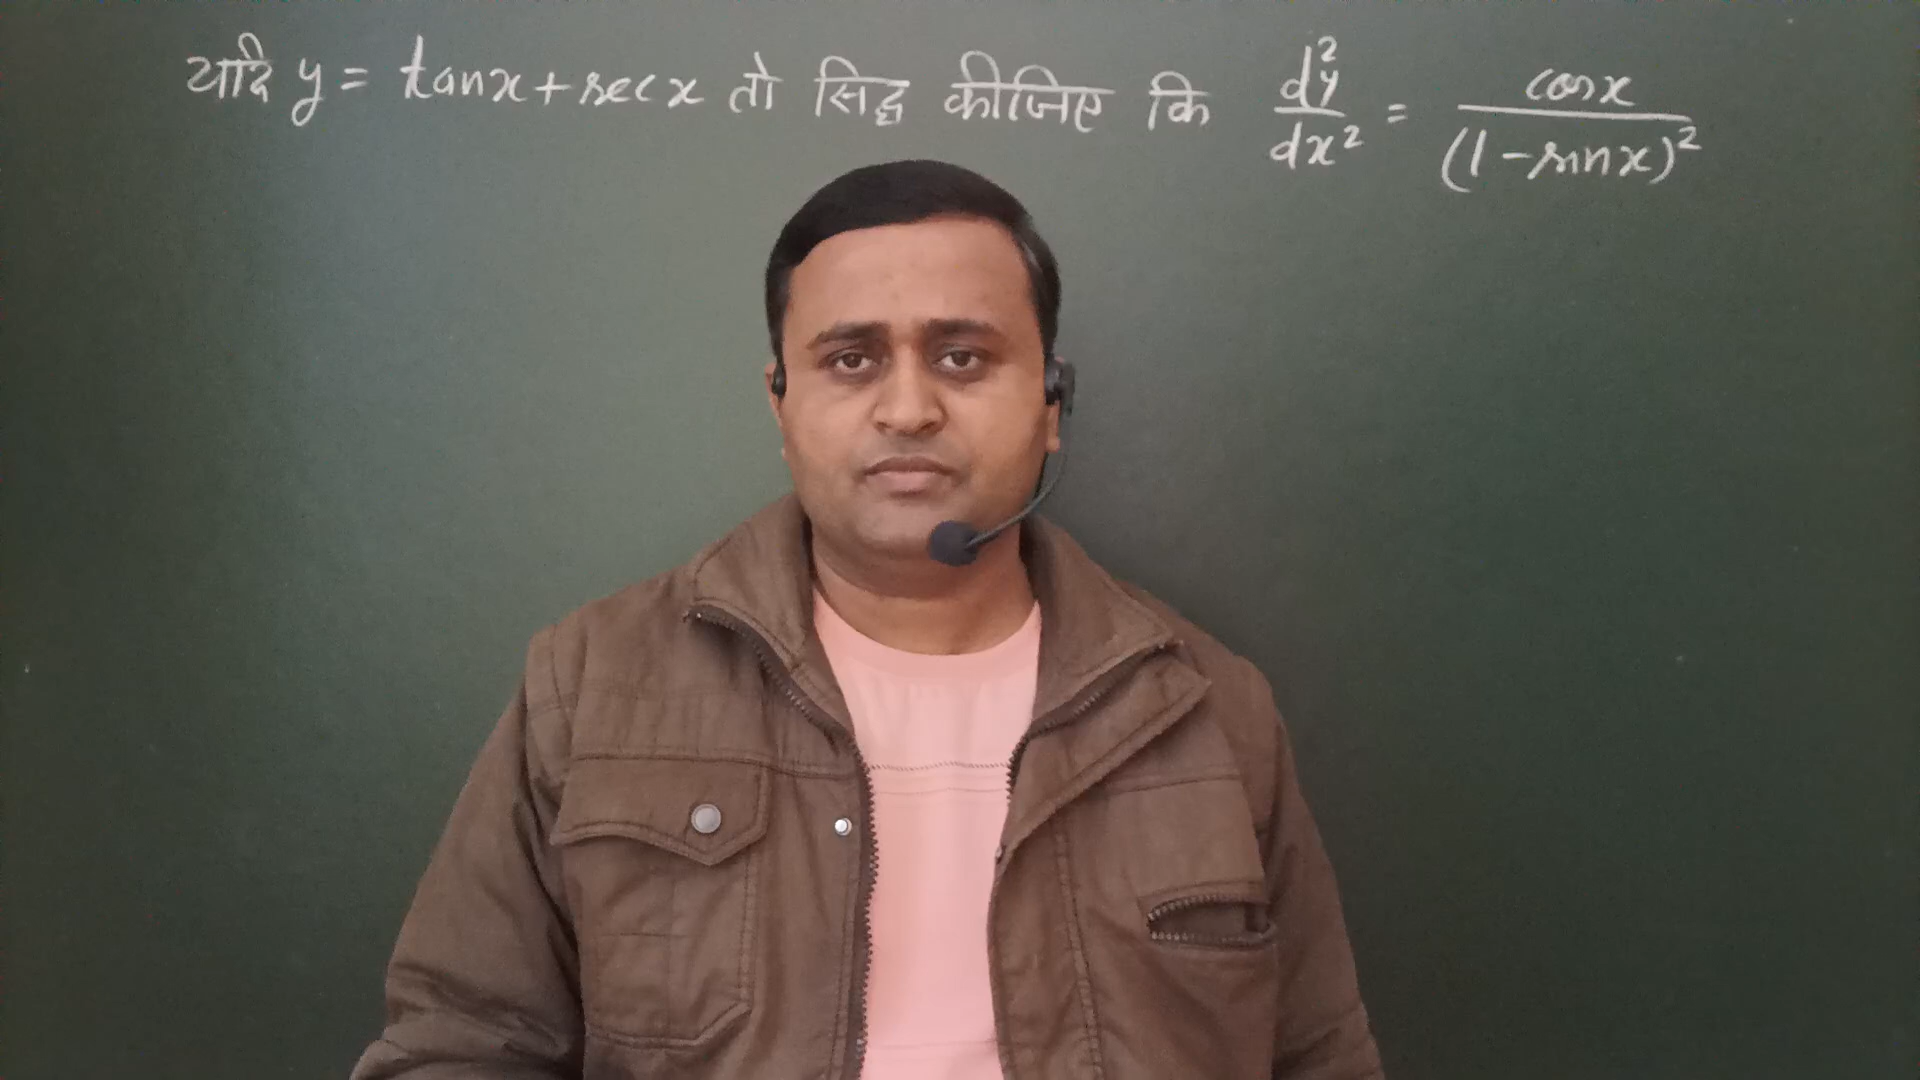 यदि y = tanx + secx तो सिद्ध कीजिए कि d²y/dx² = cosx/(1-sinx)²